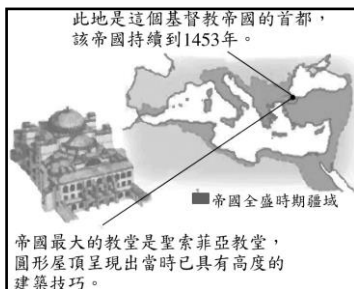 此地是這個基督教帝國的首都，
該帝國持續到1453年。
帝國全盛時期疆域
帝國最大的教堂是聖索菲亞教堂，
圓形屋頂呈現出當時已具有高度的
建築技巧。